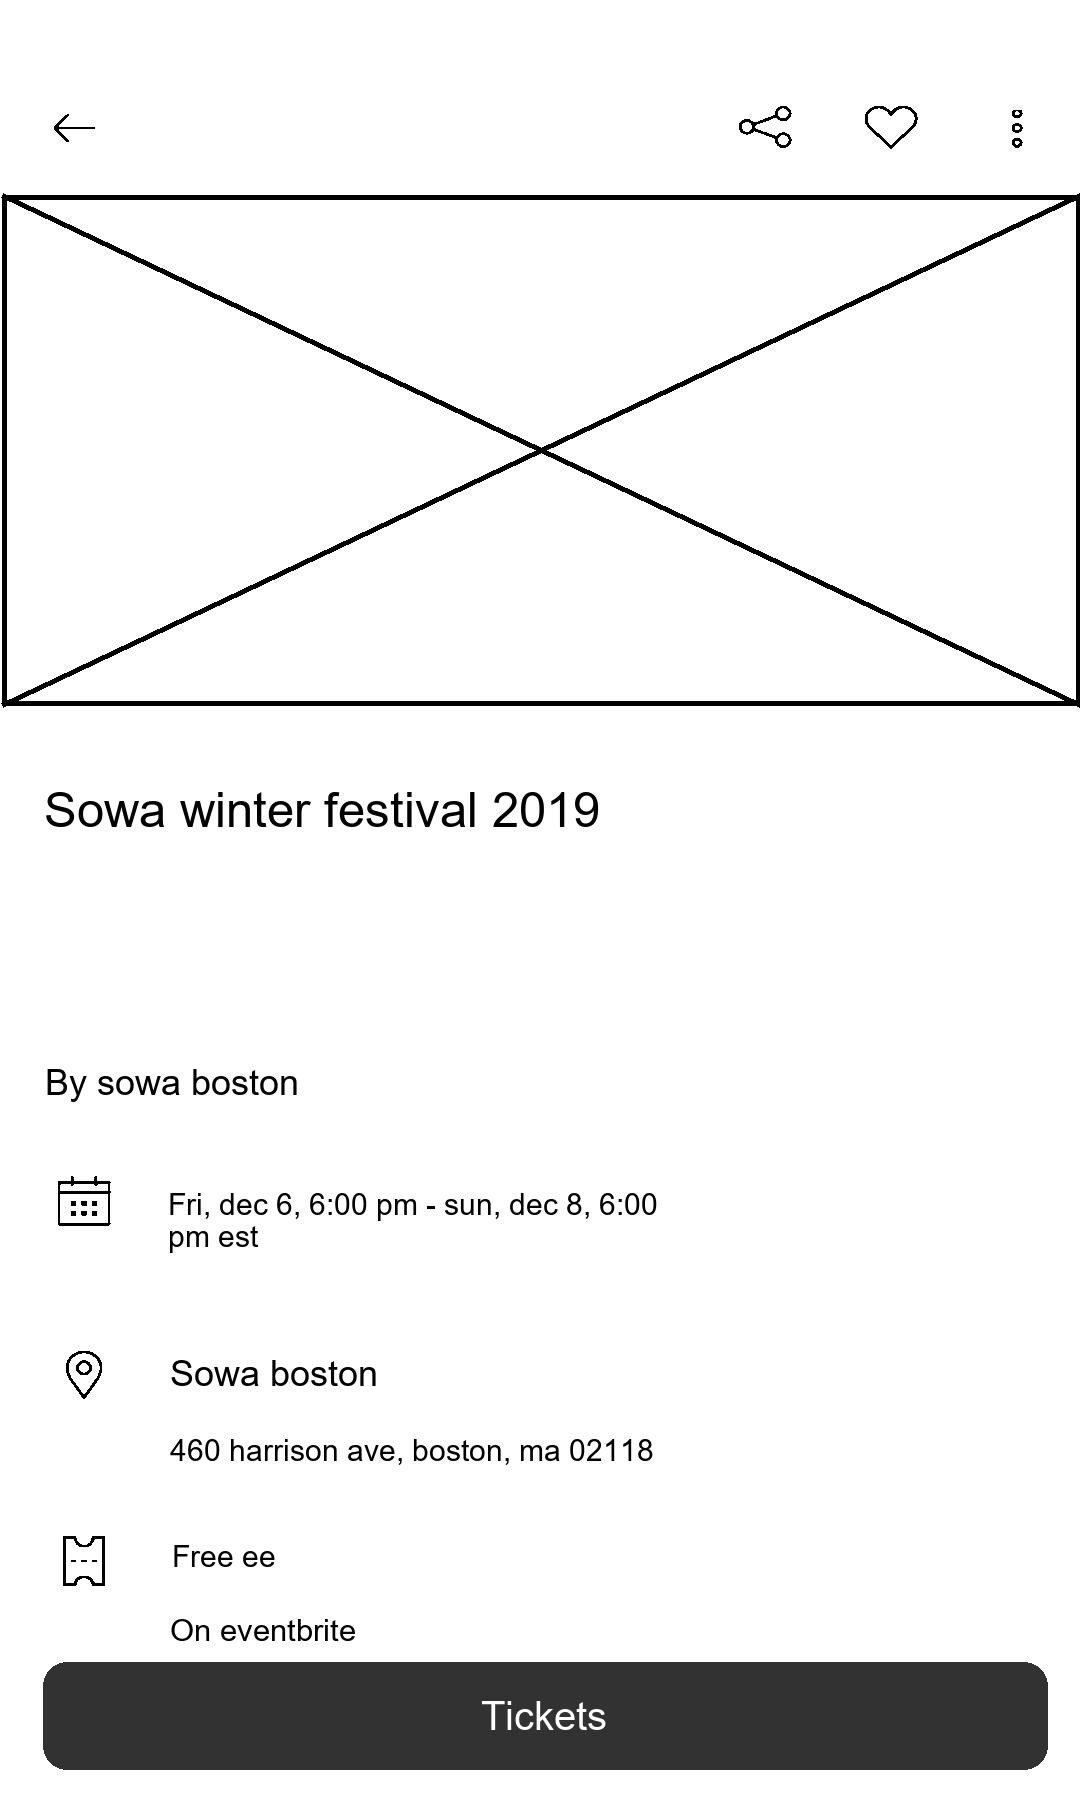 Sowa winter festival 2019
By sowa boston
Fri, dec 6, 6:00 pm - sun, dec 8, 6:00
pm est
Sowa boston
460 harrison ave, boston, ma 02118
Free ee
On eventbrite
Tickets